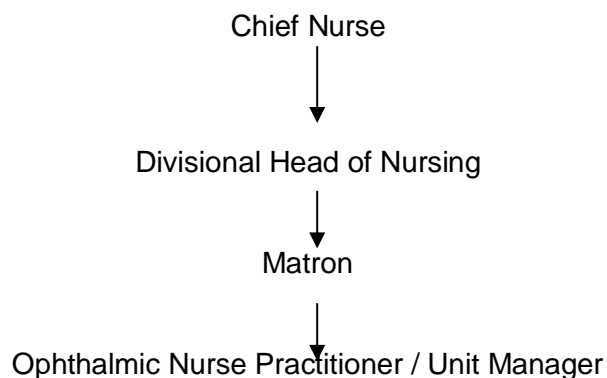 Chief Nurse
Divisional Head of Nursing
Matron
Ophthalmic Nurse Practitioner / Unit Manager